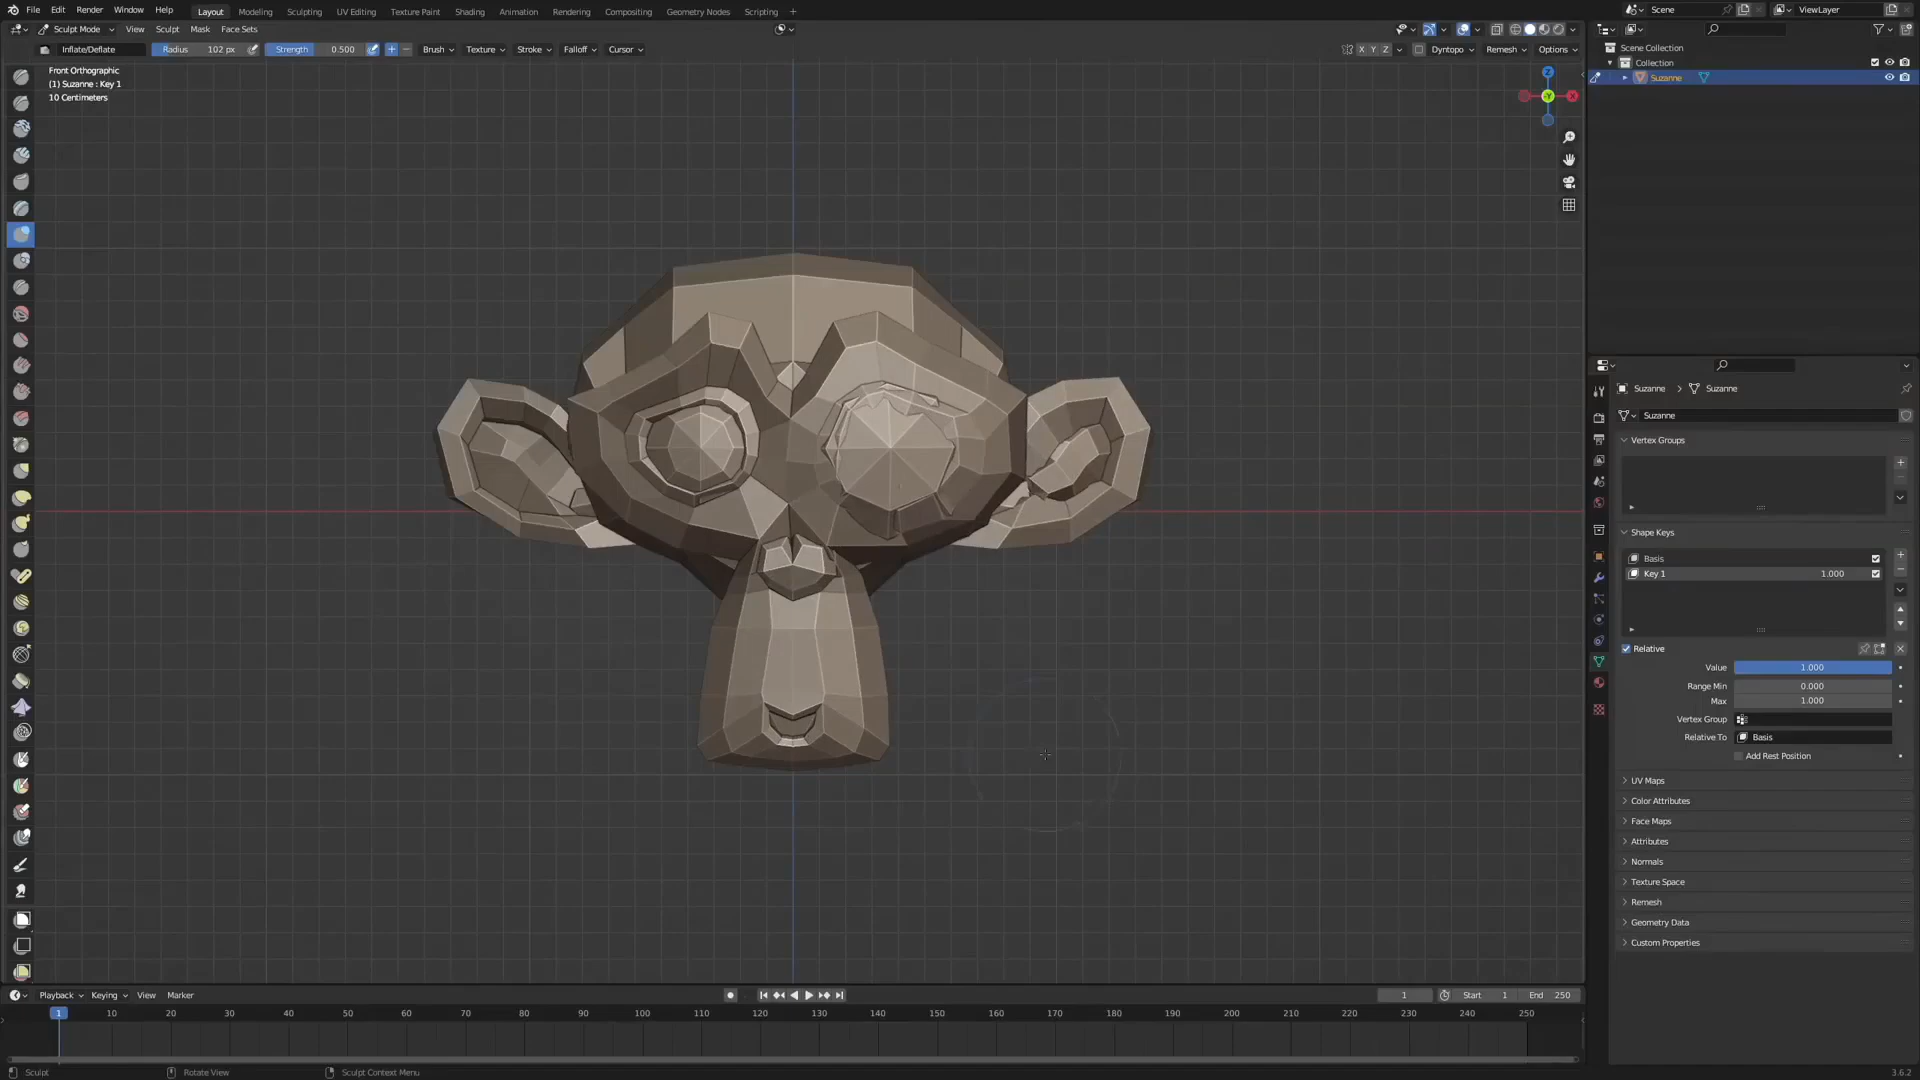 File Edit Render Window Help Layout Modeling Sculpting UV Editing Texture Paint Shading Animation Rendering Compositing Geometry Nodes Scripting + Scene ViewLayer
Sculpt Mode View Sculpt Mask Face Sets
Inflate/Deflate Radius 102 px Strength 0.500 Brush Texture Stroke Falloff Cursor X Y Z Dyntopo Remesh Options
Front Orthographic
(1) Suzanne : Key 1
10 Centimeters
Z
-Y
X
Scene Collection
Collection
Suzanne
Suzanne Suzanne
Suzanne
Vertex Groups
Shape Keys
Basis
Key 1 1.000
Relative
Value 1.000
Range Min 0.000
Max 1.000
Vertex Group
Relative To Basis
Add Rest Position
UV Maps
Color Attributes
Face Maps
Attributes
Normals
Texture Space
Remesh
Geometry Data
Custom Properties
Playback Keying View Marker 1 Start 1 End 250
1 10 20 30 40 50 60 70 80 90 100 110 120 130 140 150 160 170 180 190 200 210 220 230 240 250
Sculpt Rotate View Sculpt Context Menu 3.6.2